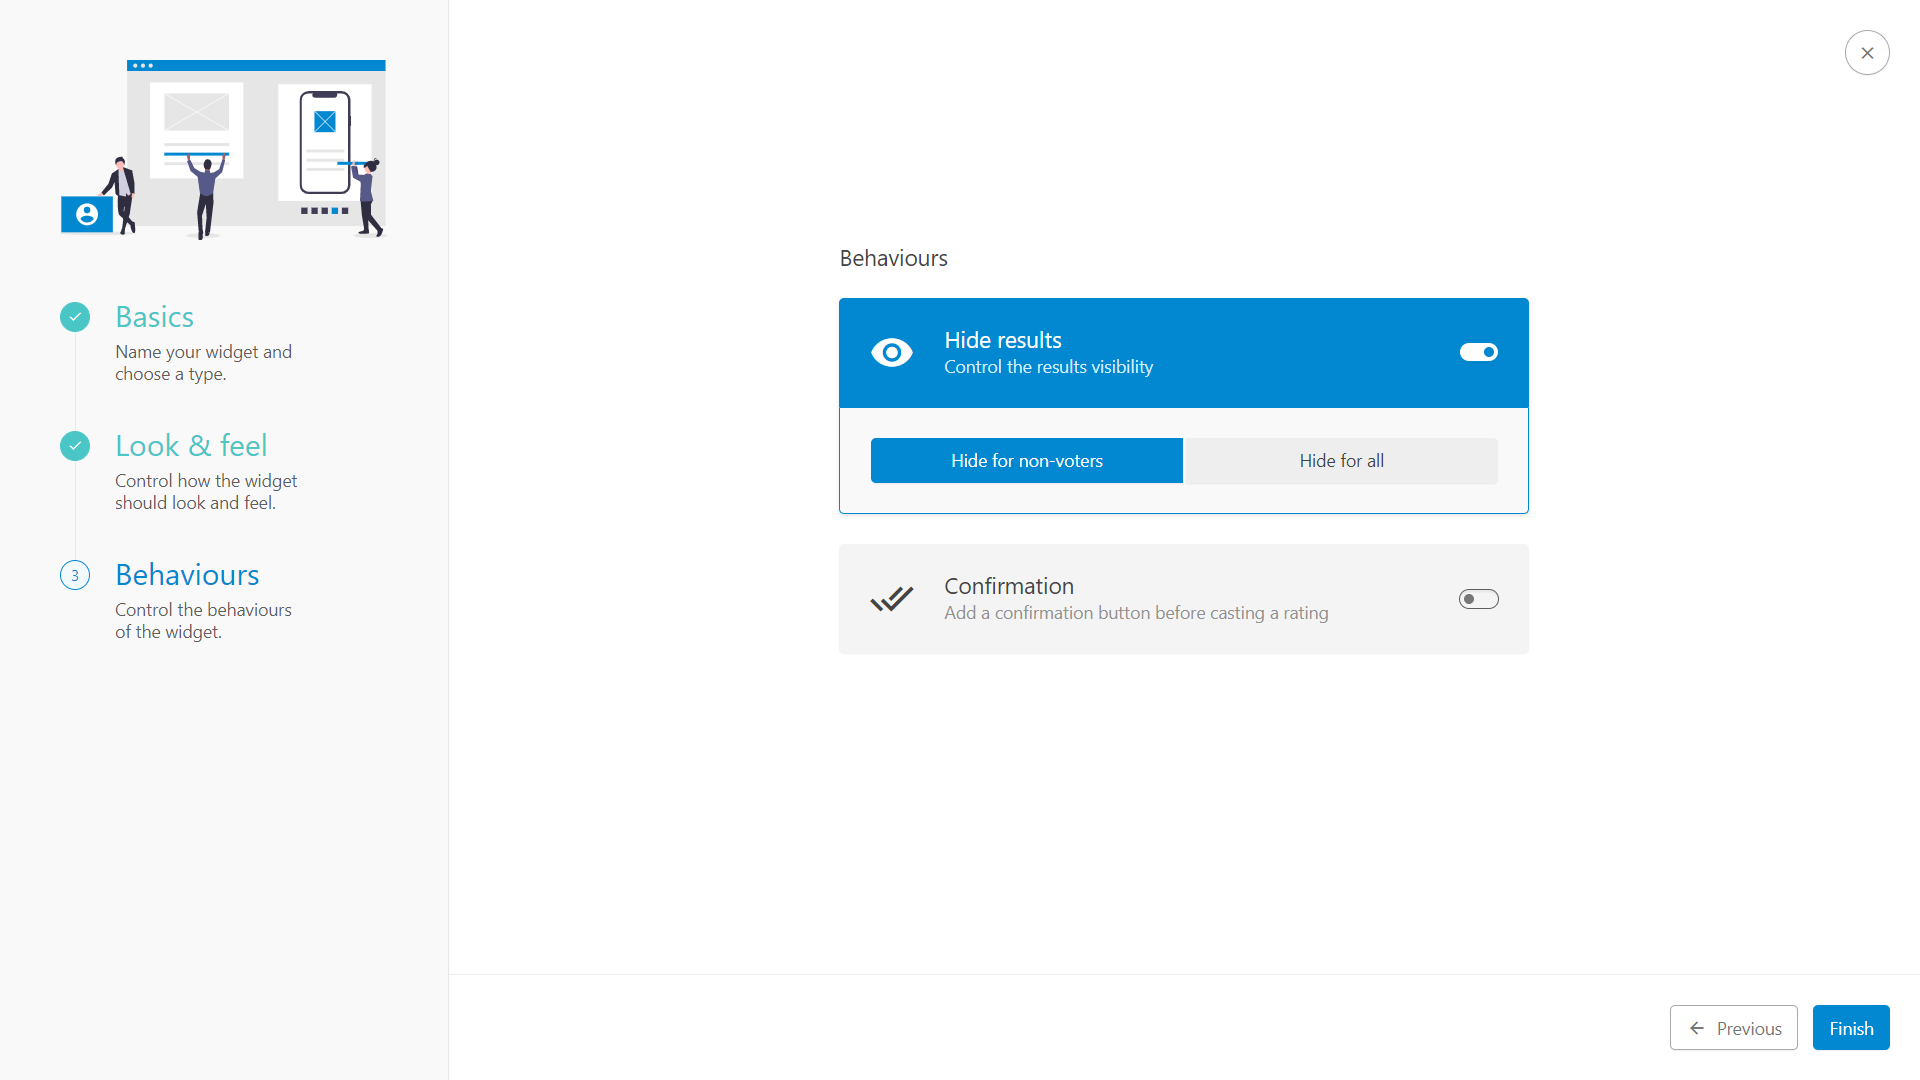 Basics
Name your widget and
choose a type.
Look & feel
Control how the widget
should look and feel.
3
Behaviours
Control the behaviours
of the widget.
Behaviours
Hide results
Control the results visibility
Hide for non-voters
Hide for all
Confirmation
Add a confirmation button before casting a rating
Previous
Finish